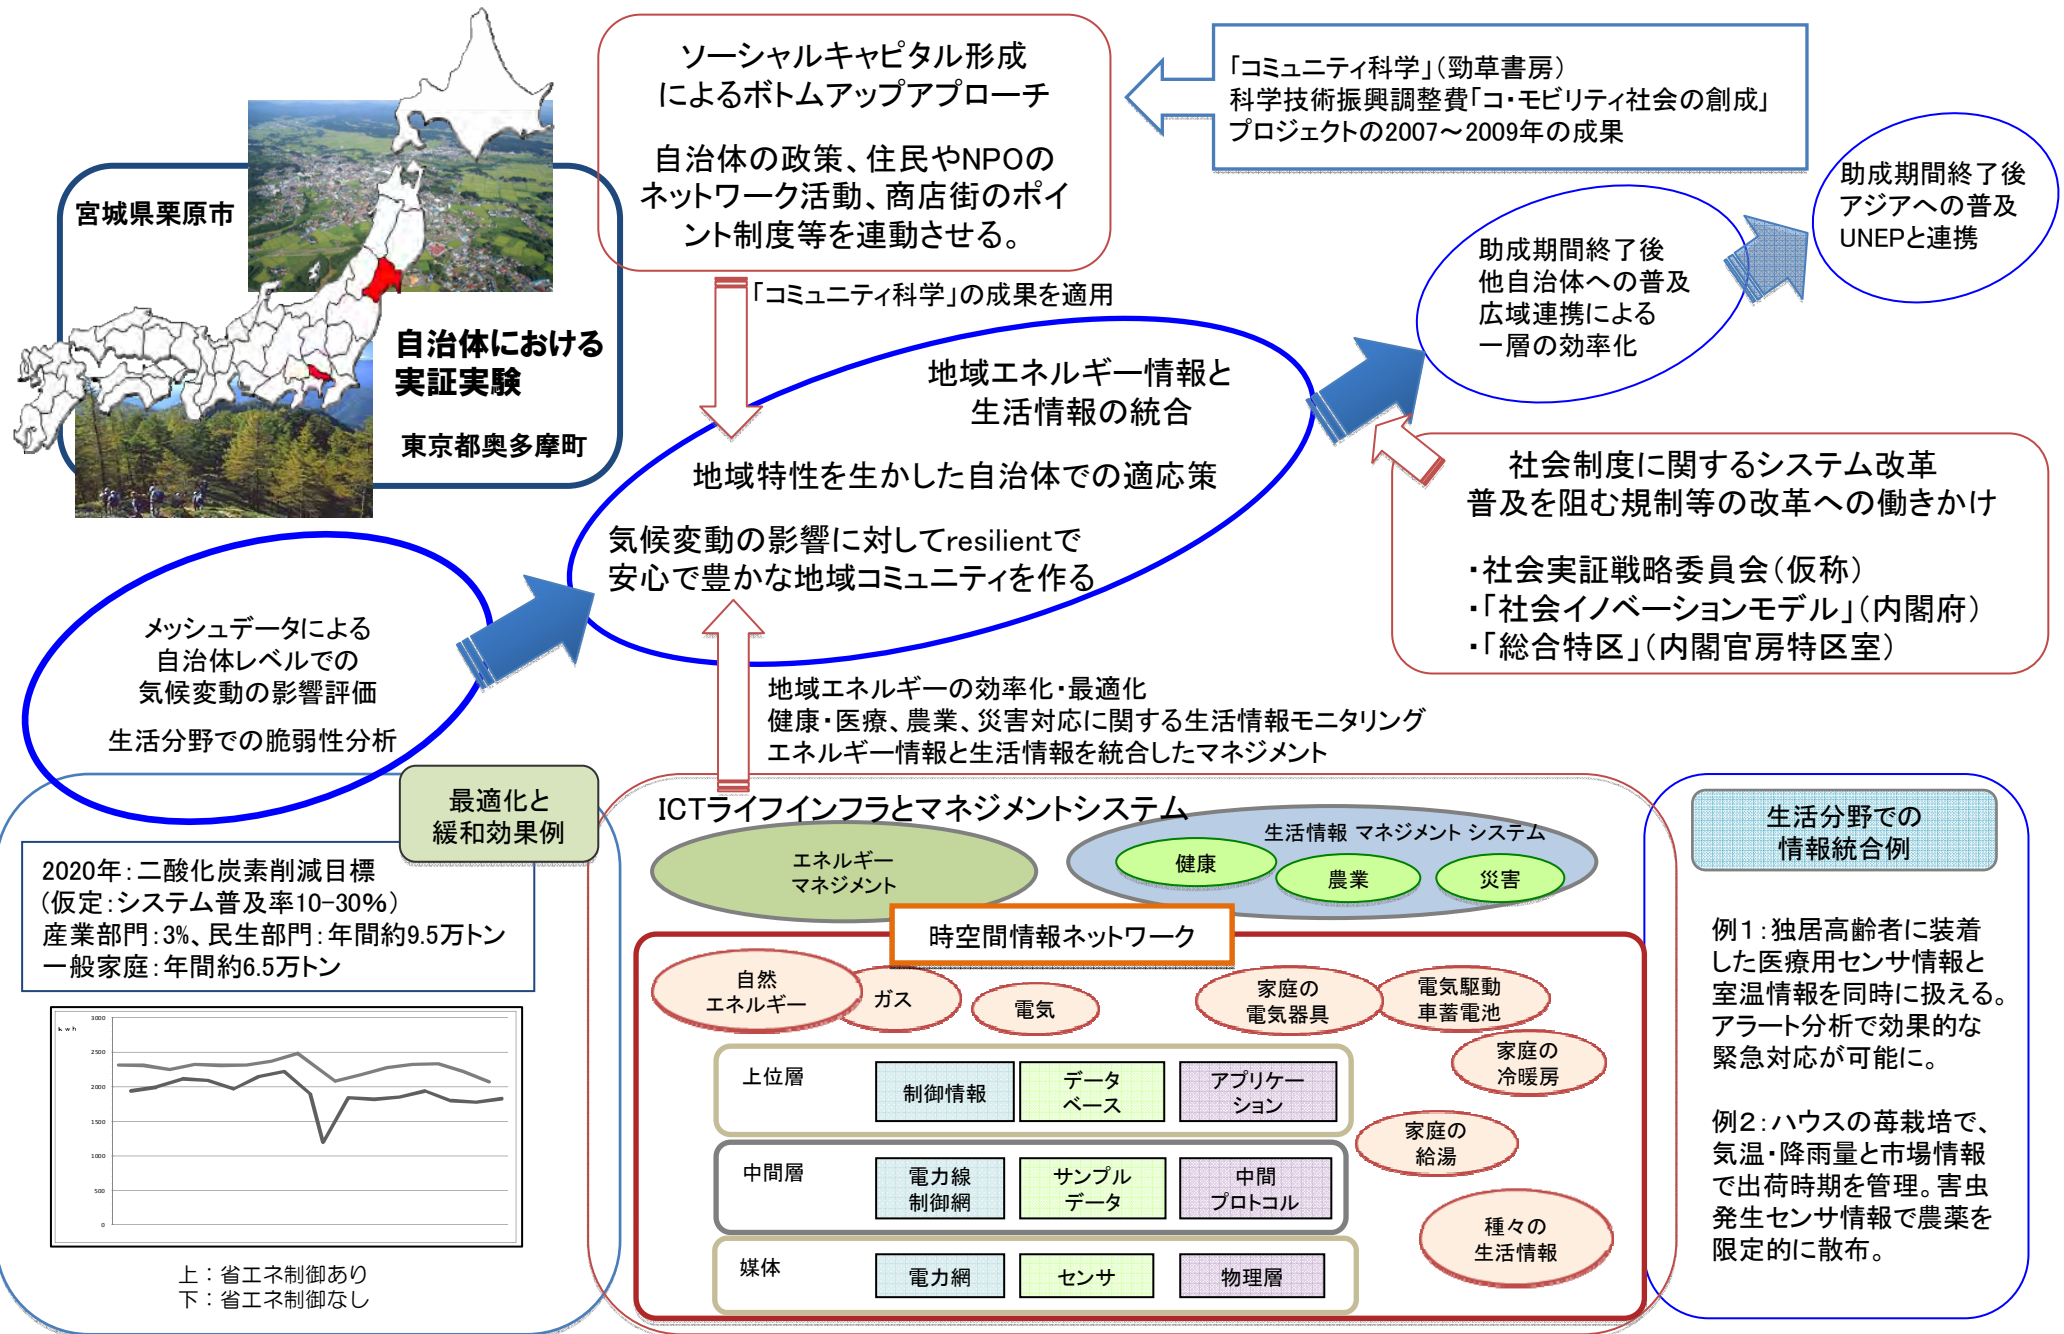 宮城県栗原市
自治体における
実証実験
東京都奥多摩町
ソーシャルキャピタル形成
によるボトムアップアプローチ
自治体の政策、住民やNPOの
ネットワーク活動、商店街のポイ
ント制度等を連動させる。
「コミュニティ科学」(勁草書房)
科学技術振興調整費「コ・モビリティ社会の創成」
プロジェクトの2007～2009年の成果
助成期間終了後
アジアへの普及
UNEPと連携
助成期間終了後
他自治体への普及
広域連携による
一層の効率化
「コミュニティ科学」の成果を適用
地域エネルギー情報と
生活情報の統合
地域特性を生かした自治体での適応策
気候変動の影響に対してresilientで
安心で豊かな地域コミュニティを作る
社会制度に関するシステム改革
普及を阻む規制等の改革への働きかけ
・社会実証戦略委員会(仮称)
・「社会イノベーションモデル」(内閣府)
・「総合特区」(内閣官房特区室)
メッシュデータによる
自治体レベルでの
気候変動の影響評価
生活分野での脆弱性分析
地域エネルギーの効率化・最適化
健康・医療、農業、災害対応に関する生活情報モニタリング
エネルギー情報と生活情報を統合したマネジメント
最適化と
緩和効果例
2020年:二酸化炭素削減目標
(仮定:システム普及率10-30%)
産業部門:3%、民生部門:年間約9.5万トン
一般家庭:年間約6.5万トン
kwh
3000
2500
2000
1500
1000
500
0
上:省エネ制御あり
下:省エネ制御なし
ICTライフインフラとマネジメントシステム
エネルギー
マネジメント
生活情報 マネジメント システム
健康
農業
災害
時空間情報ネットワーク
自然
エネルギー
ガス
電気
家庭の
電気器具
電気駆動
車蓄電池
家庭の
冷暖房
家庭の
給湯
種々の
生活情報
上位層
制御情報
データ
ベース
アプリケー
ション
中間層
電力線
制御網
サンプル
データ
中間
プロトコル
媒体
電力網
センサ
物理層
生活分野での
情報統合例
例1:独居高齢者に装着
した医療用センサ情報と
室温情報を同時に扱える。
アラート分析で効果的な
緊急対応が可能に。
例2:ハウスの苺栽培で、
気温・降雨量と市場情報
で出荷時期を管理。害虫
発生センサ情報で農薬を
限定的に散布。